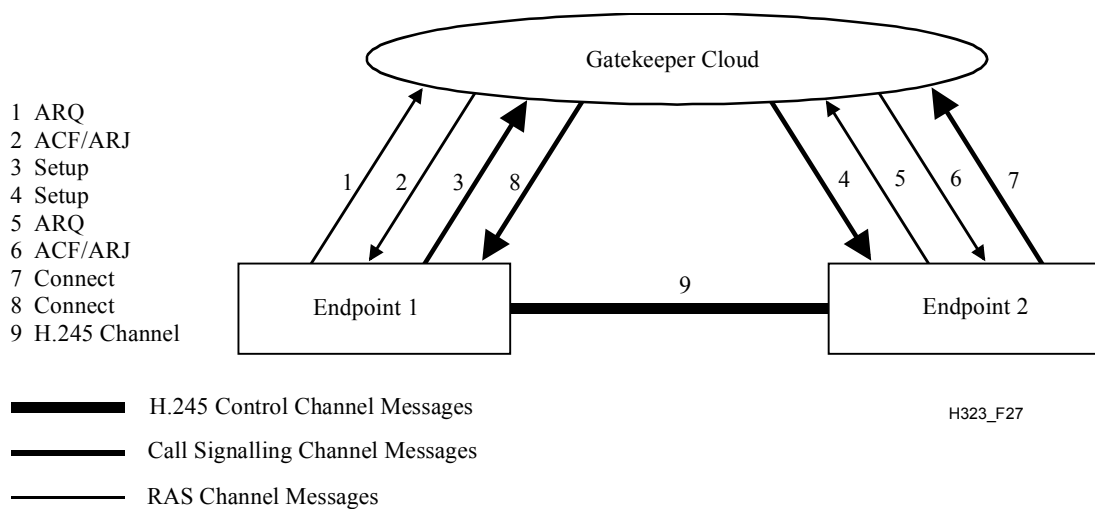 Gatekeeper Cloud
1 ARQ
2 ACF/ARJ
3 Setup
4 Setup
5 ARQ
6 ACF/ARJ
7 Connect
8 Connect
9 H.245 Channel
1
2
3
8
4
5
6
7
9
Endpoint 1
Endpoint 2
H.245 Control Channel Messages
H323_F27
Call Signalling Channel Messages
RAS Channel Messages